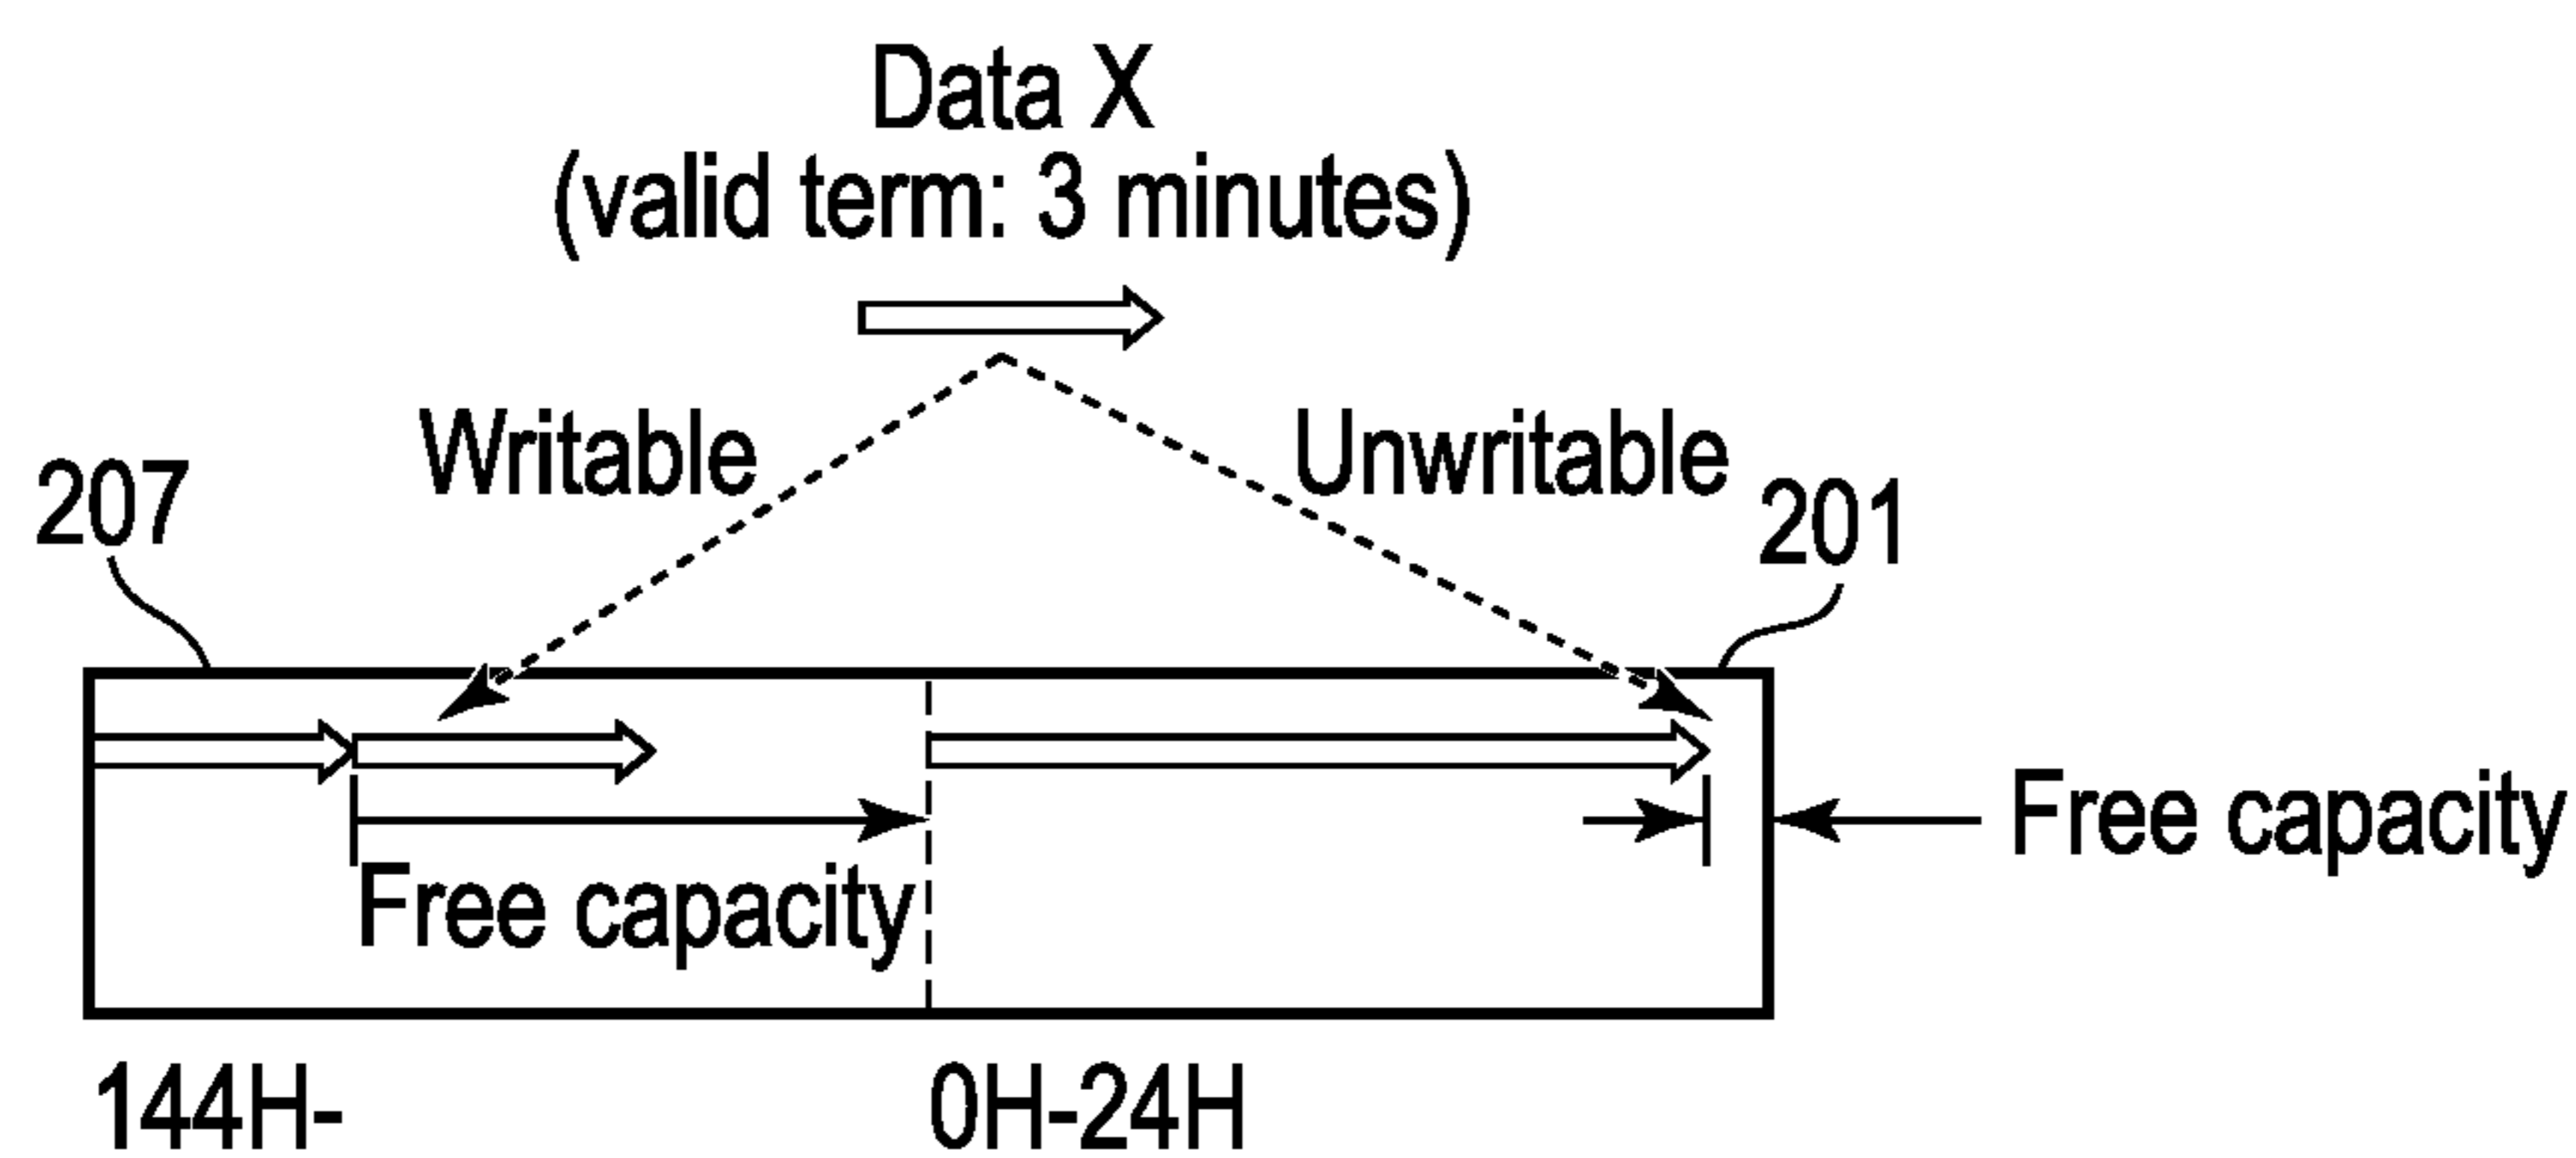 Data X
(valid term: 3 minutes)
Writable
Unwritable
207
201
Free capacity
Free capacity
144H-
0H-24H